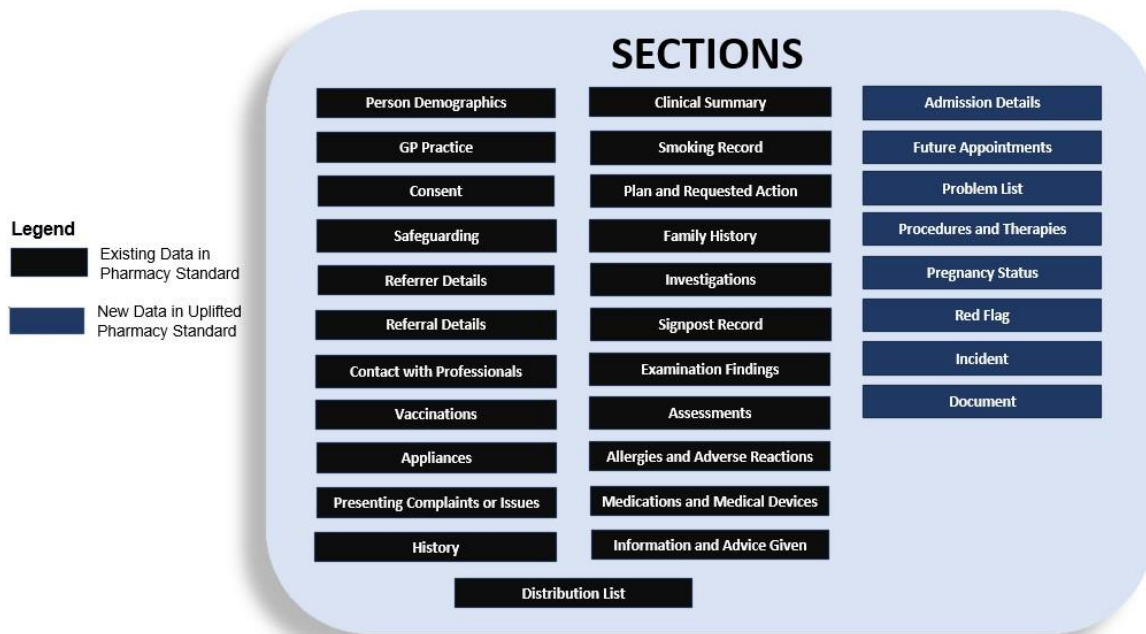 SECTIONS
Person Demographics
GP Practice
Consent
Safeguarding
Referrer Details
Referral Details
Contact with Professionals
Vaccinations
Appliances
Presenting Complaints or Issues
History
Clinical Summary
Smoking Record
Plan and Requested Action
Family History
Investigations
Signpost Record
Examination Findings
Assessments
Allergies and Adverse Reactions
Medications and Medical Devices
Information and Advice Given
Distribution List
Admission Details
Future Appointments
Problem List
Procedures and Therapies
Pregnancy Status
Red Flag
Incident
Document
Legend
Existing Data in
Pharmacy Standard
New Data in Uplifted
Pharmacy Standard